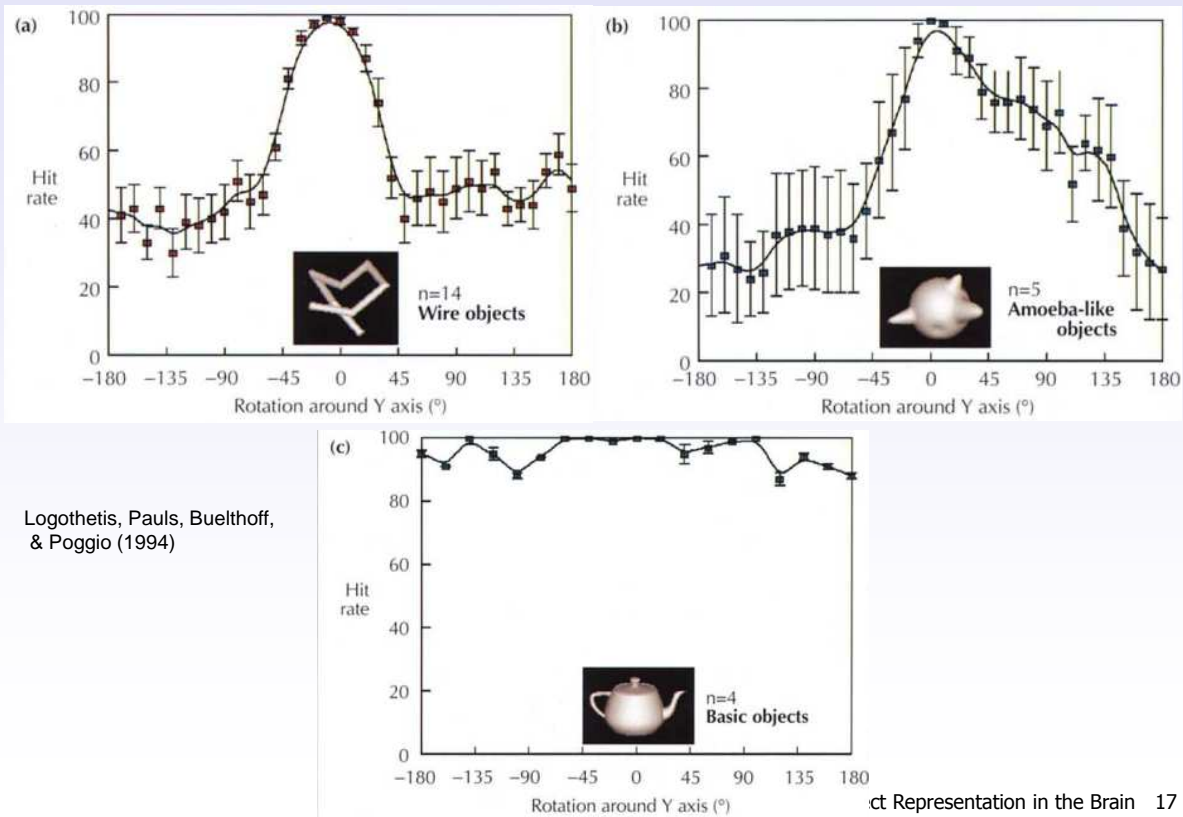 (a)
100
80
60
Hit
rate
40
20
0
n=14
Wire objects
−180 −135 −90 −45 0 45 90 135 180
Rotation around Y axis (°)
(b)
100
80
60
Hit
rate
40
20
0
n=5
Amoeba-like
objects
−180 −135 −90 −45 0 45 90 135 180
Rotation around Y axis (°)
(c)
100
80
60
Hit
rate
40
20
0
n=4
Basic objects
−180 −135 −90 −45 0 45 90 135 180
Rotation around Y axis (°)
Logothetis, Pauls, Buelthoff,
& Poggio (1994)
ct Representation in the Brain 17